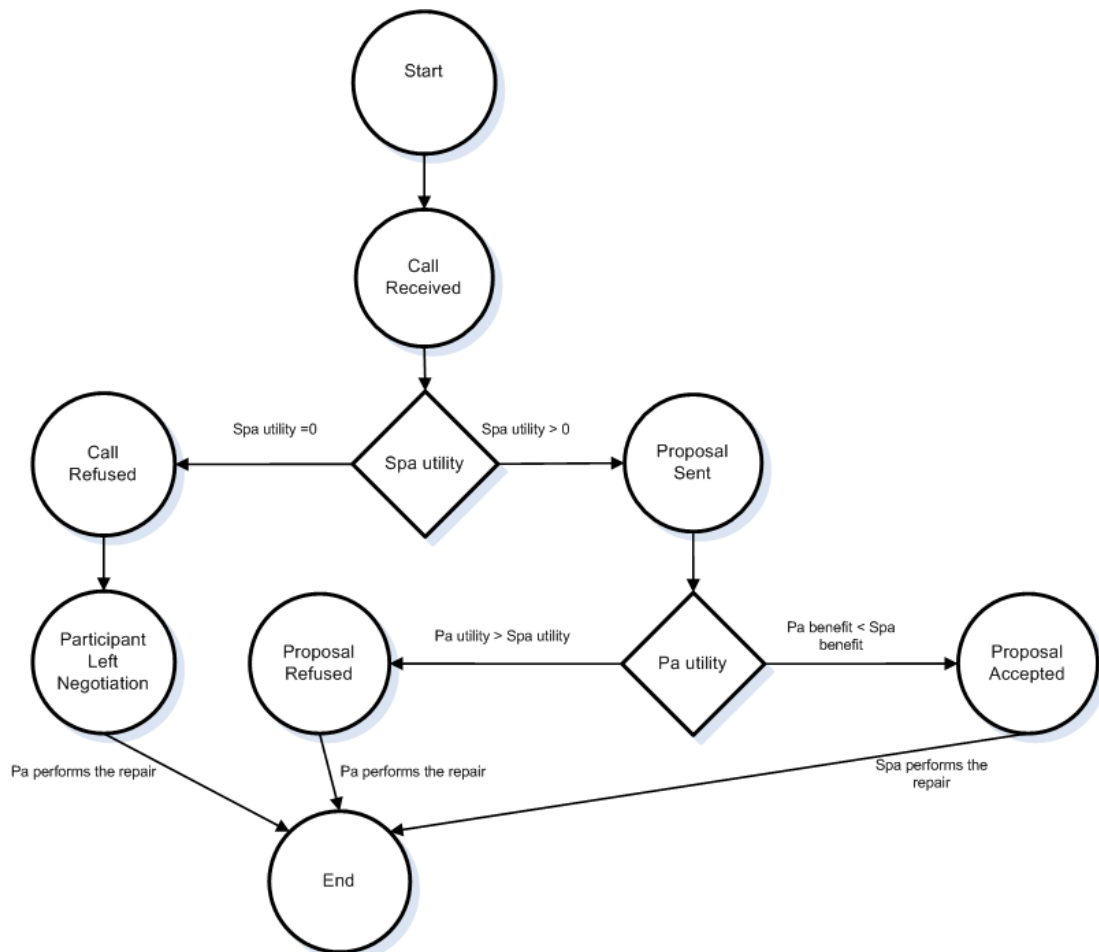 Start
Call
Received
Spa utility =0
Spa utility > 0
Call
Refused
Spa utility
Proposal
Sent
Participant
Left
Negotiation
Proposal
Refused
Pa utility > Spa utility
Pa utility
Pa benefit < Spa
benefit
Proposal
Accepted
Pa performs the repair
Pa performs the repair
Spa performs the
repair
End